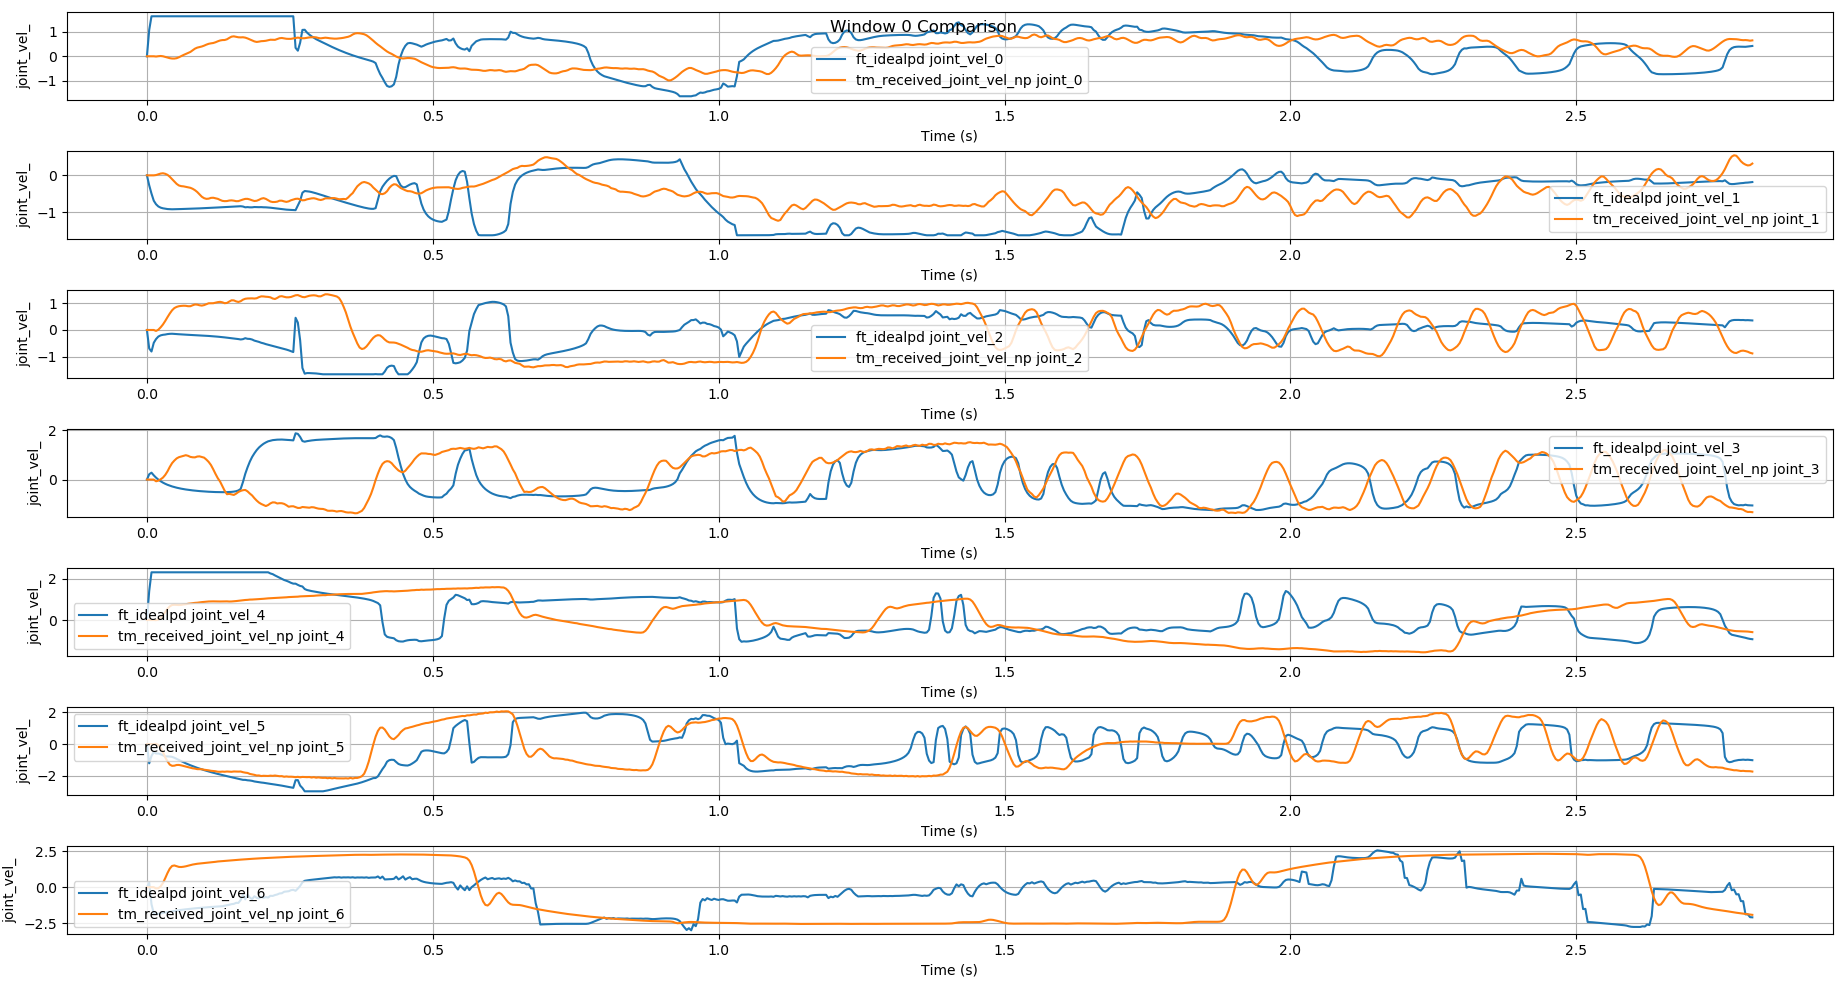 Window 0 Comparison
joint_vel_
1
0
−1
ft_idealpd joint_vel_0
tm_received_joint_vel_np joint_0
0.0 0.5 1.0 1.5 2.0 2.5
Time (s)
joint_vel_
0
−1
ft_idealpd joint_vel_1
tm_received_joint_vel_np joint_1
0.0 0.5 1.0 1.5 2.0 2.5
Time (s)
joint_vel_
1
0
−1
ft_idealpd joint_vel_2
tm_received_joint_vel_np joint_2
0.0 0.5 1.0 1.5 2.0 2.5
Time (s)
joint_vel_
2
0
ft_idealpd joint_vel_3
tm_received_joint_vel_np joint_3
0.0 0.5 1.0 1.5 2.0 2.5
Time (s)
joint_vel_
2
0
ft_idealpd joint_vel_4
tm_received_joint_vel_np joint_4
0.0 0.5 1.0 1.5 2.0 2.5
Time (s)
joint_vel_
2
0
−2
ft_idealpd joint_vel_5
tm_received_joint_vel_np joint_5
0.0 0.5 1.0 1.5 2.0 2.5
Time (s)
joint_vel_
2.5
0.0
−2.5
ft_idealpd joint_vel_6
tm_received_joint_vel_np joint_6
0.0 0.5 1.0 1.5 2.0 2.5
Time (s)